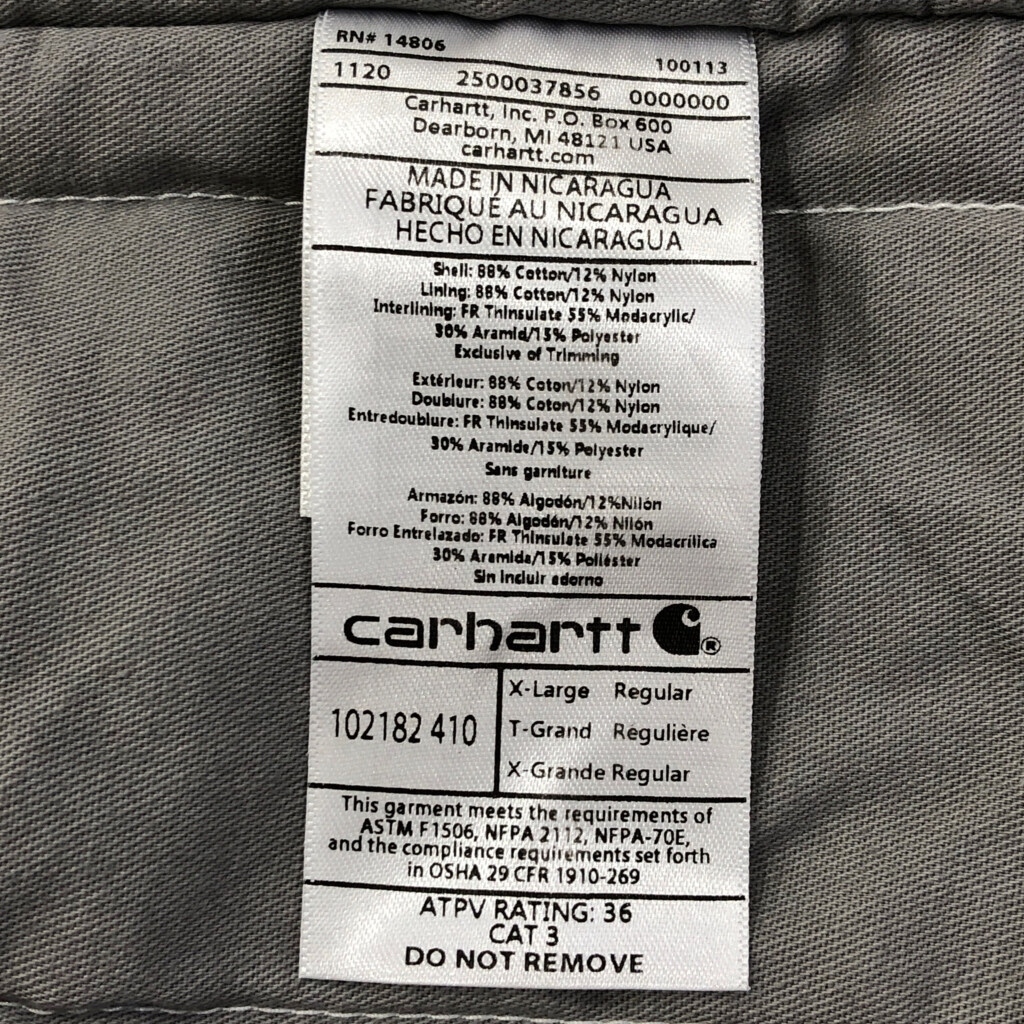 RN# 14806 100113
1120 2500037856 0000000
Carhartt, Inc. P.O. Box 600
Dearborn, MI 48121 USA
carhartt.com
MADE IN NICARAGUA
FABRIQUÉ AU NICARAGUA
HECHO EN NICARAGUA
Shell: 88% Cotton/12% Nylon
Lining: 88% Cotton/12% Nylon
Interlining: FR Thinsulate 55% Modacrylic/
30% Aramid/15% Polyester
Exclusive of Trimming
Extérieur: 88% Coton/12% Nylon
Doublure: 88% Coton/12% Nylon
Entredoublure: FR Thinsulate 55% Modacrylique/
30% Aramide/15% Polyester
Sans garniture
Armazón: 88% Algodón/12%Nilón
Forro: 88% Algodón/12% Nilón
Forro Entrelazado: FR Thinsulate 55% Modacrílica
30% Aramida/15% Poliéster
Sin incluir adorno
carhartt ®
102182 410
X-Large Regular
T-Grand Régulière
X-Grande Regular
This garment meets the requirements of
ASTM F1506, NFPA 2112, NFPA-70E,
and the compliance requirements set forth
in OSHA 29 CFR 1910-269
ATPV RATING: 36
CAT 3
DO NOT REMOVE